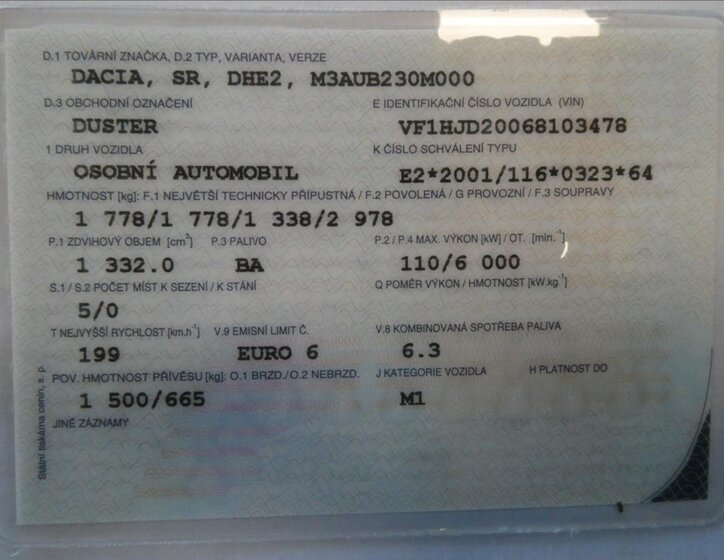 D.1 TOVÁRNÍ ZNAČKA, D.2 TYP, VARIANTA, VERZE
DACIA, SR, DHE2, M3AUB230M000
D.3 OBCHODNÍ OZNAČENÍ E IDENTIFIKAČNÍ ČÍSLO VOZIDLA (VIN)
DUSTER VF1HJD20068103478
1 DRUH VOZIDLA K ČÍSLO SCHVÁLENÍ TYPU
OSOBNÍ AUTOMOBIL E2*2001/116*0323*64
HMOTNOST [kg]: F.1 NEJVĚTŠÍ TECHNICKY PŘÍPUSTNÁ / F.2 POVOLENÁ / G PROVOZNÍ / F.3 SOUPRAVY
1 778/1 778/1 338/2 978
P.1 ZDVIHOVÝ OBJEM [cm³] P.3 PALIVO P.2 / P.4 MAX. VÝKON [kW] / OT. [min.⁻¹]
1 332.0 BA 110/6 000
S.1 / S.2 POČET MÍST K SEZENÍ / K STÁNÍ Q POMĚR VÝKON / HMOTNOST [kW.kg⁻¹]
5/0
T NEJVYŠŠÍ RYCHLOST [km.h⁻¹] V.9 EMISNÍ LIMIT Č. V.8 KOMBINOVANÁ SPOTŘEBA PALIVA
199 EURO 6 6.3
POV. HMOTNOST PŘÍVĚSU [kg]: O.1 BRZD./O.2 NEBRZD. J KATEGORIE VOZIDLA H PLATNOST DO
1 500/665 M1
JINÉ ZÁZNAMY
Státní tiskárna cenin, s. p.